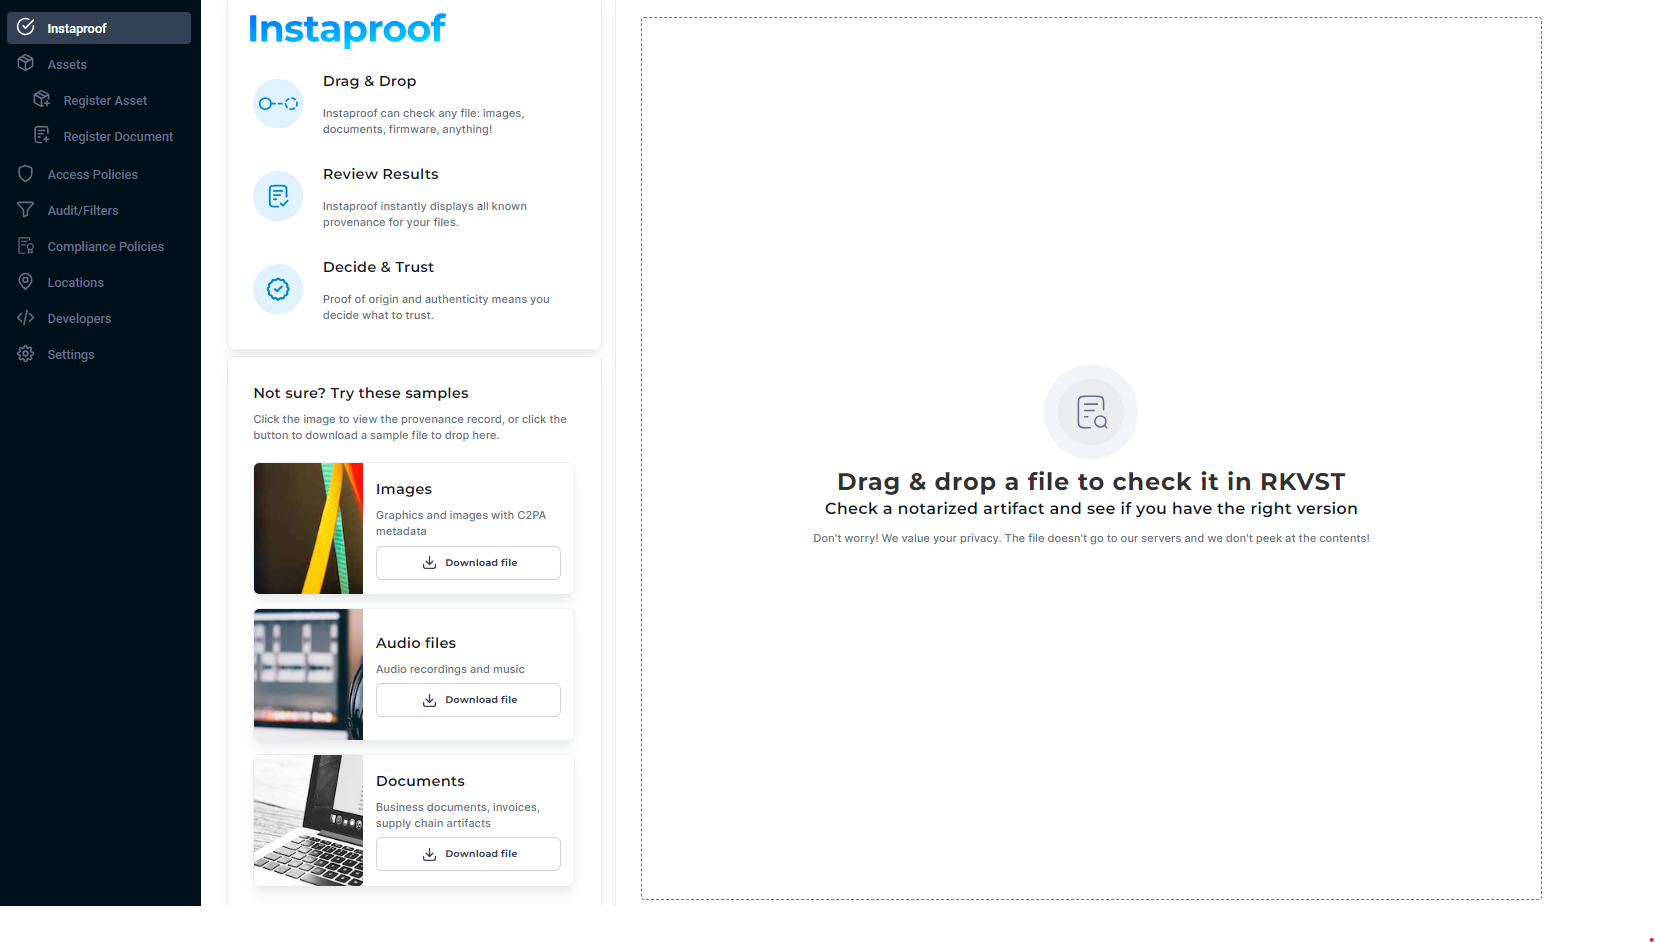 Instaproof
Assets
Register Asset
Register Document
Access Policies
Audit/Filters
Compliance Policies
Locations
Developers
Settings
Instaproof
Drag & Drop
Instaproof can check any file: images,
documents, firmware, anything!
Review Results
Instaproof instantly displays all known
provenance for your files.
Decide & Trust
Proof of origin and authenticity means you
decide what to trust.
Not sure? Try these samples
Click the image to view the provenance record, or click the
button to download a sample file to drop here.
Images
Graphics and images with C2PA
metadata
Download file
Audio files
Audio recordings and music
Download file
Documents
Business documents, invoices,
supply chain artifacts
Download file
Drag & drop a file to check it in RKVST
Check a notarized artifact and see if you have the right version
Don't worry! We value your privacy. The file doesn't go to our servers and we don't peek at the contents!